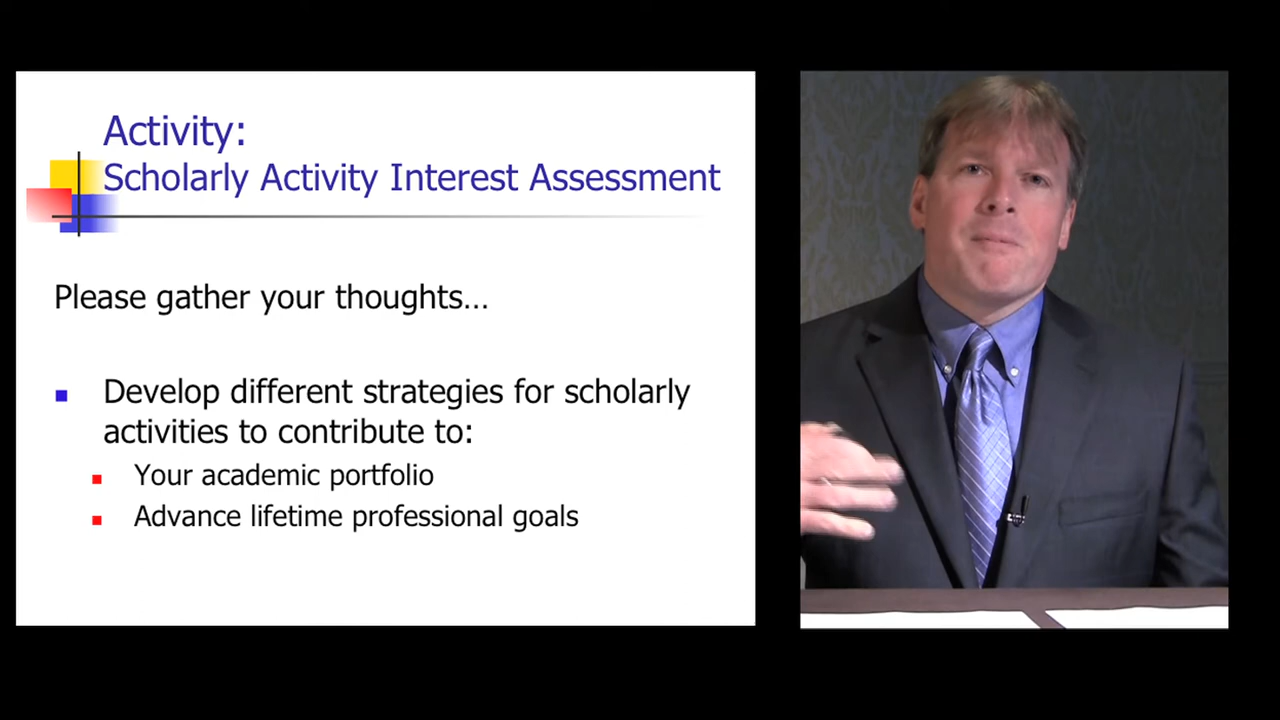 Activity:
Scholarly Activity Interest Assessment
Please gather your thoughts...
Develop different strategies for scholarly
activities to contribute to:
Your academic portfolio
Advance lifetime professional goals